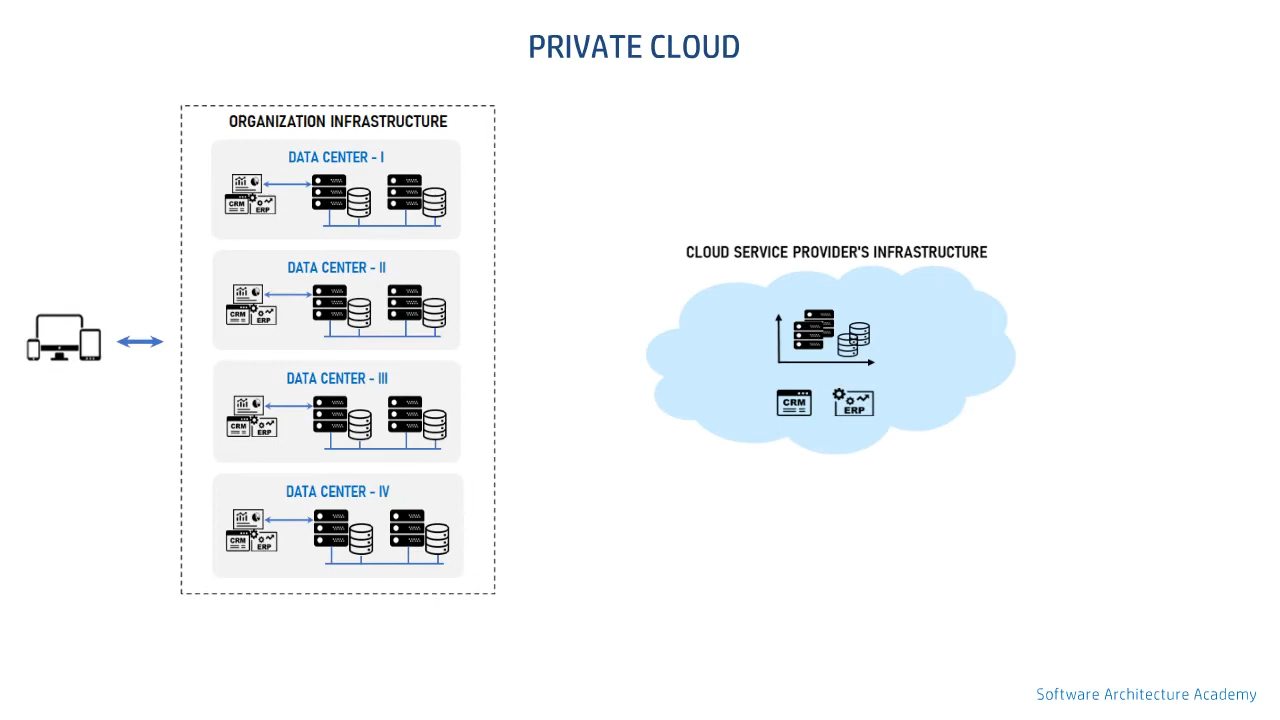 PRIVATE CLOUD
ORGANIZATION INFRASTRUCTURE
DATA CENTER - I
CRM
ERP
DATA CENTER - II
CRM
ERP
DATA CENTER - III
CRM
ERP
DATA CENTER - IV
CRM
ERP
CLOUD SERVICE PROVIDER'S INFRASTRUCTURE
CRM
ERP
Software Architecture Academy